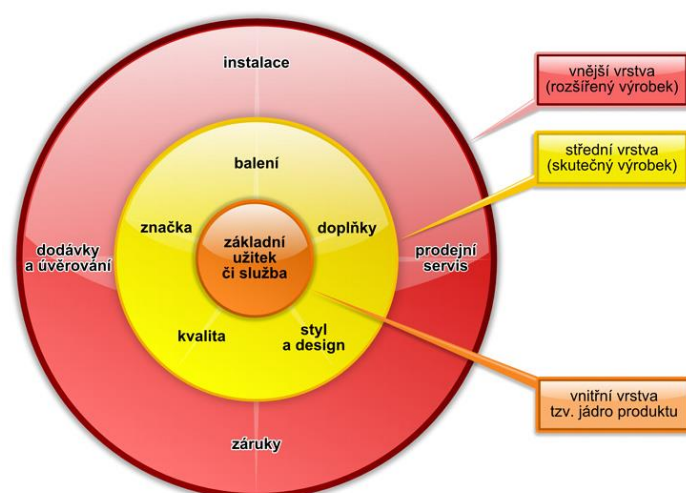 instalace
vnější vrstva
(rozšířený výrobek)
balení
střední vrstva
(skutečný výrobek)
značka
doplňky
základní
užitek
či služba
dodávky
a úvěrování
prodejní
servis
kvalita
styl
a design
vnitřní vrstva
tzv. jádro produktu
záruky